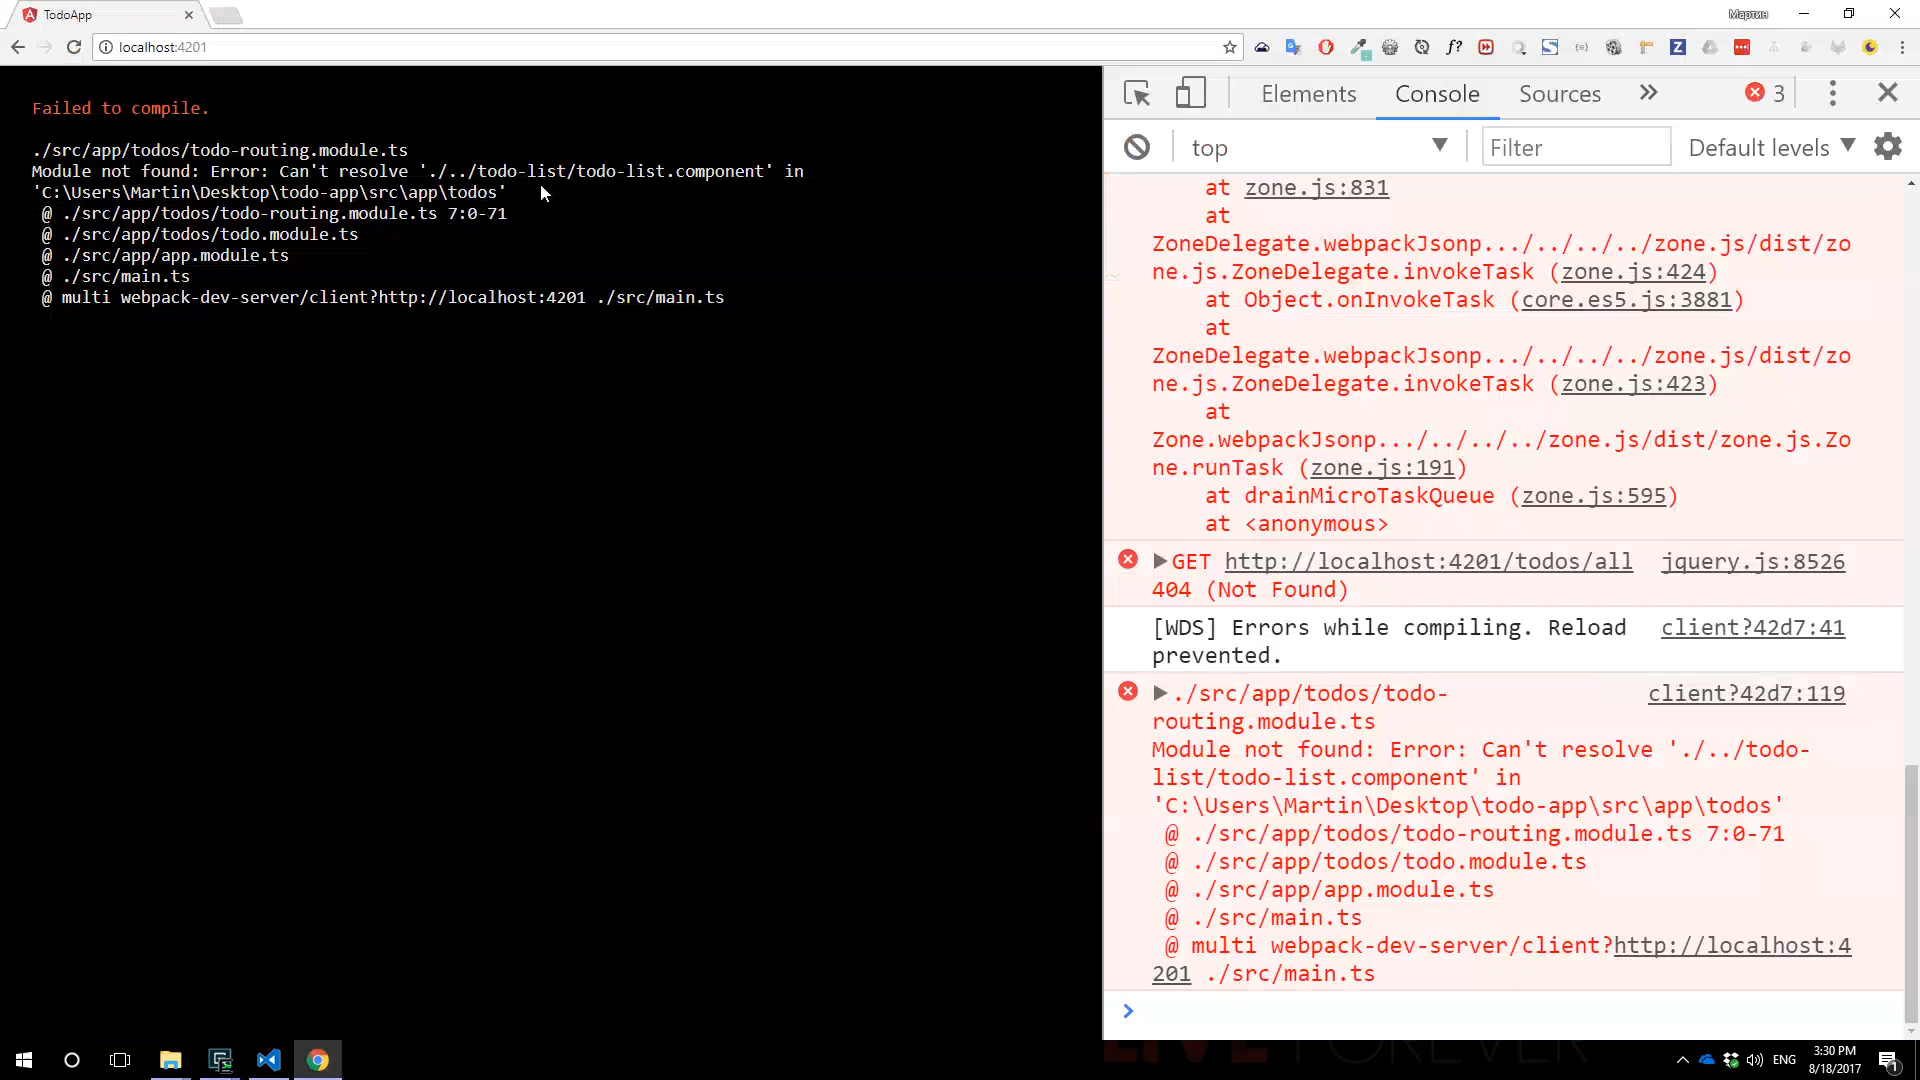 TodoApp
Мартин
localhost:4201
f?
Z
Failed to compile.
./src/app/todos/todo-routing.module.ts
Module not found: Error: Can't resolve './../todo-list/todo-list.component' in
'C:\Users\Martin\Desktop\todo-app\src\app\todos'
@ ./src/app/todos/todo-routing.module.ts 7:0-71
@ ./src/app/todos/todo.module.ts
@ ./src/app/app.module.ts
@ ./src/main.ts
@ multi webpack-dev-server/client?http://localhost:4201 ./src/main.ts
Elements Console Sources 3
top Filter Default levels
at zone.js:831
at
ZoneDelegate.webpackJsonp.../../../../zone.js/dist/zo
ne.js.ZoneDelegate.invokeTask (zone.js:424)
at Object.onInvokeTask (core.es5.js:3881)
at
ZoneDelegate.webpackJsonp.../../../../zone.js/dist/zo
ne.js.ZoneDelegate.invokeTask (zone.js:423)
at
Zone.webpackJsonp.../../../../zone.js/dist/zone.js.Zo
ne.runTask (zone.js:191)
at drainMicroTaskQueue (zone.js:595)
at <anonymous>
GET http://localhost:4201/todos/all jquery.js:8526
404 (Not Found)
[WDS] Errors while compiling. Reload client?42d7:41
prevented.
./src/app/todos/todo- client?42d7:119
routing.module.ts
Module not found: Error: Can't resolve './../todo-
list/todo-list.component' in
'C:\Users\Martin\Desktop\todo-app\src\app\todos'
@ ./src/app/todos/todo-routing.module.ts 7:0-71
@ ./src/app/todos/todo.module.ts
@ ./src/app/app.module.ts
@ ./src/main.ts
@ multi webpack-dev-server/client?http://localhost:4
201 ./src/main.ts
ENG
3:30 PM
8/18/2017
1